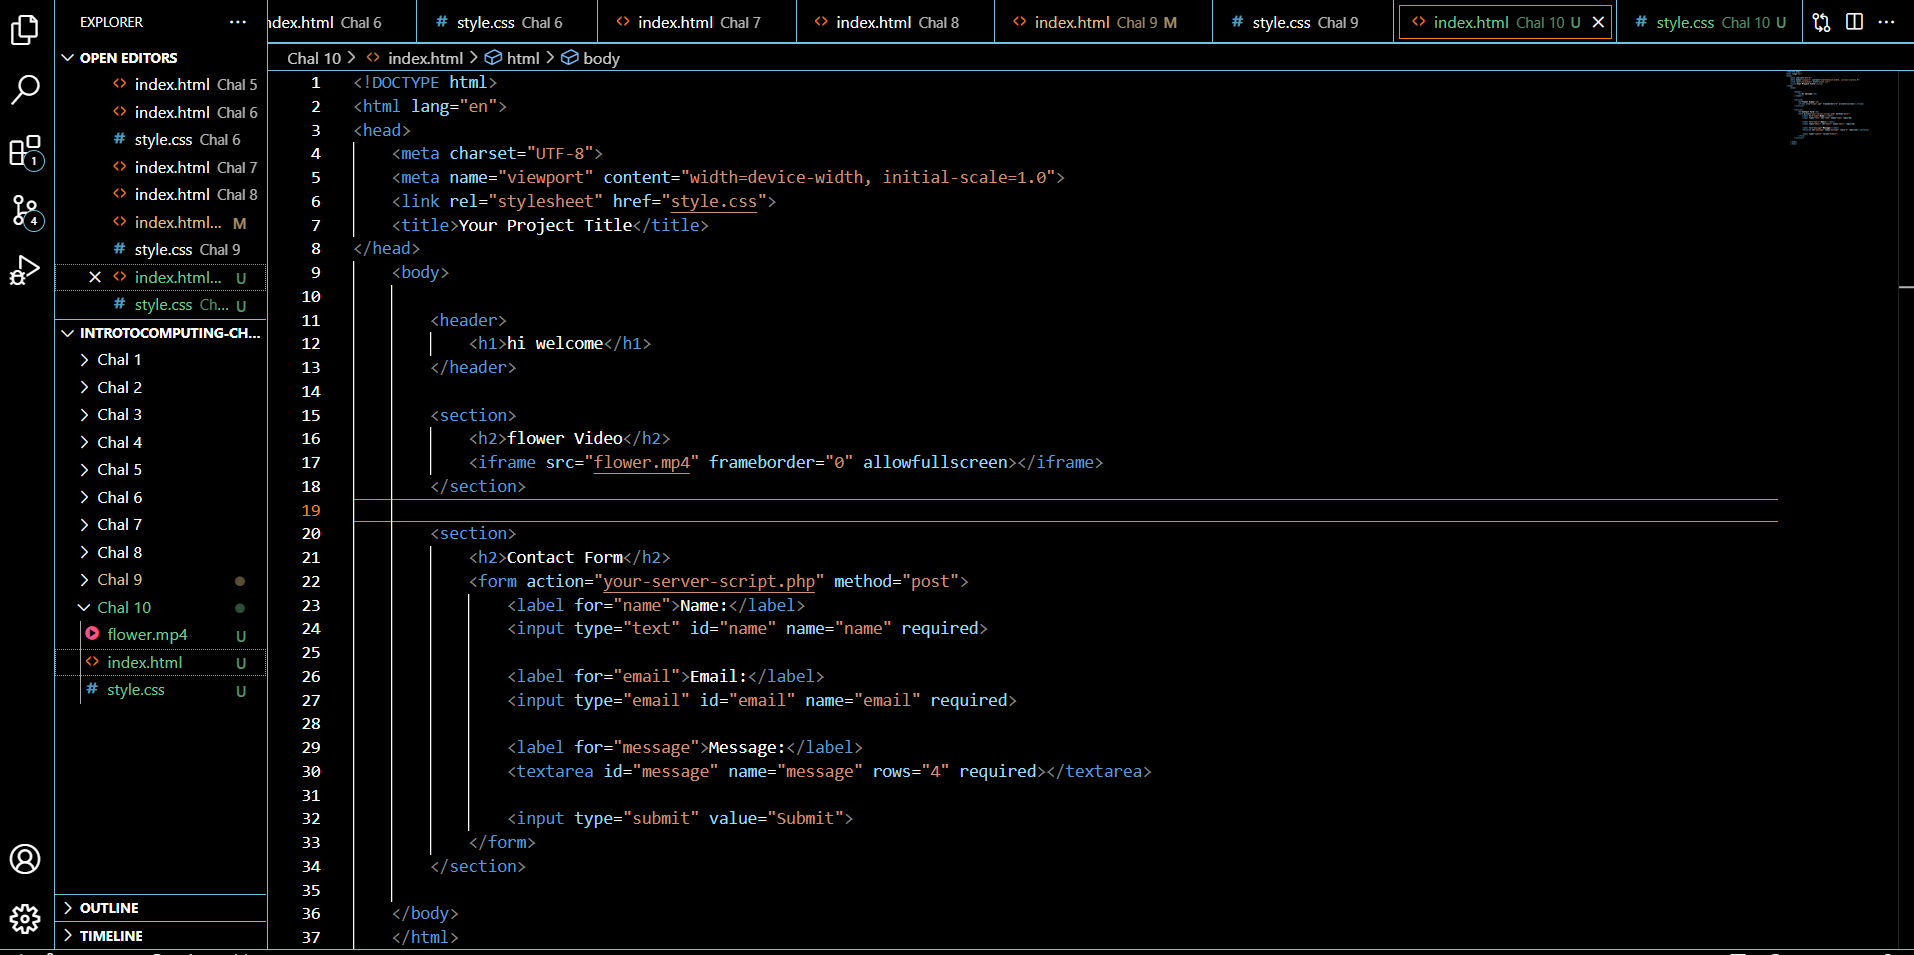 EXPLORER
OPEN EDITORS
index.html Chal 5
index.html Chal 6
# style.css Chal 6
index.html Chal 7
index.html Chal 8
index.html... M
# style.css Chal 9
index.html... U
# style.css Ch... U
INTROTOCOMPUTING-CH...
Chal 1
Chal 2
Chal 3
Chal 4
Chal 5
Chal 6
Chal 7
Chal 8
Chal 9
Chal 10
flower.mp4 U
index.html U
# style.css U
OUTLINE
TIMELINE
1
4
ndex.html Chal 6
# style.css Chal 6
index.html Chal 7
index.html Chal 8
index.html Chal 9 M
# style.css Chal 9
index.html Chal 10 U
# style.css Chal 10 U
Chal 10 > index.html > html > body
1 <!DOCTYPE html>
2 <html lang="en">
3 <head>
4 <meta charset="UTF-8">
5 <meta name="viewport" content="width=device-width, initial-scale=1.0">
6 <link rel="stylesheet" href="style.css">
7 <title>Your Project Title</title>
8 </head>
9 <body>
10
11 <header>
12 <h1>hi welcome</h1>
13 </header>
14
15 <section>
16 <h2>flower Video</h2>
17 <iframe src="flower.mp4" frameborder="0" allowfullscreen></iframe>
18 </section>
19
20 <section>
21 <h2>Contact Form</h2>
22 <form action="your-server-script.php" method="post">
23 <label for="name">Name:</label>
24 <input type="text" id="name" name="name" required>
25
26 <label for="email">Email:</label>
27 <input type="email" id="email" name="email" required>
28
29 <label for="message">Message:</label>
30 <textarea id="message" name="message" rows="4" required></textarea>
31
32 <input type="submit" value="Submit">
33 </form>
34 </section>
35
36 </body>
37 </html>